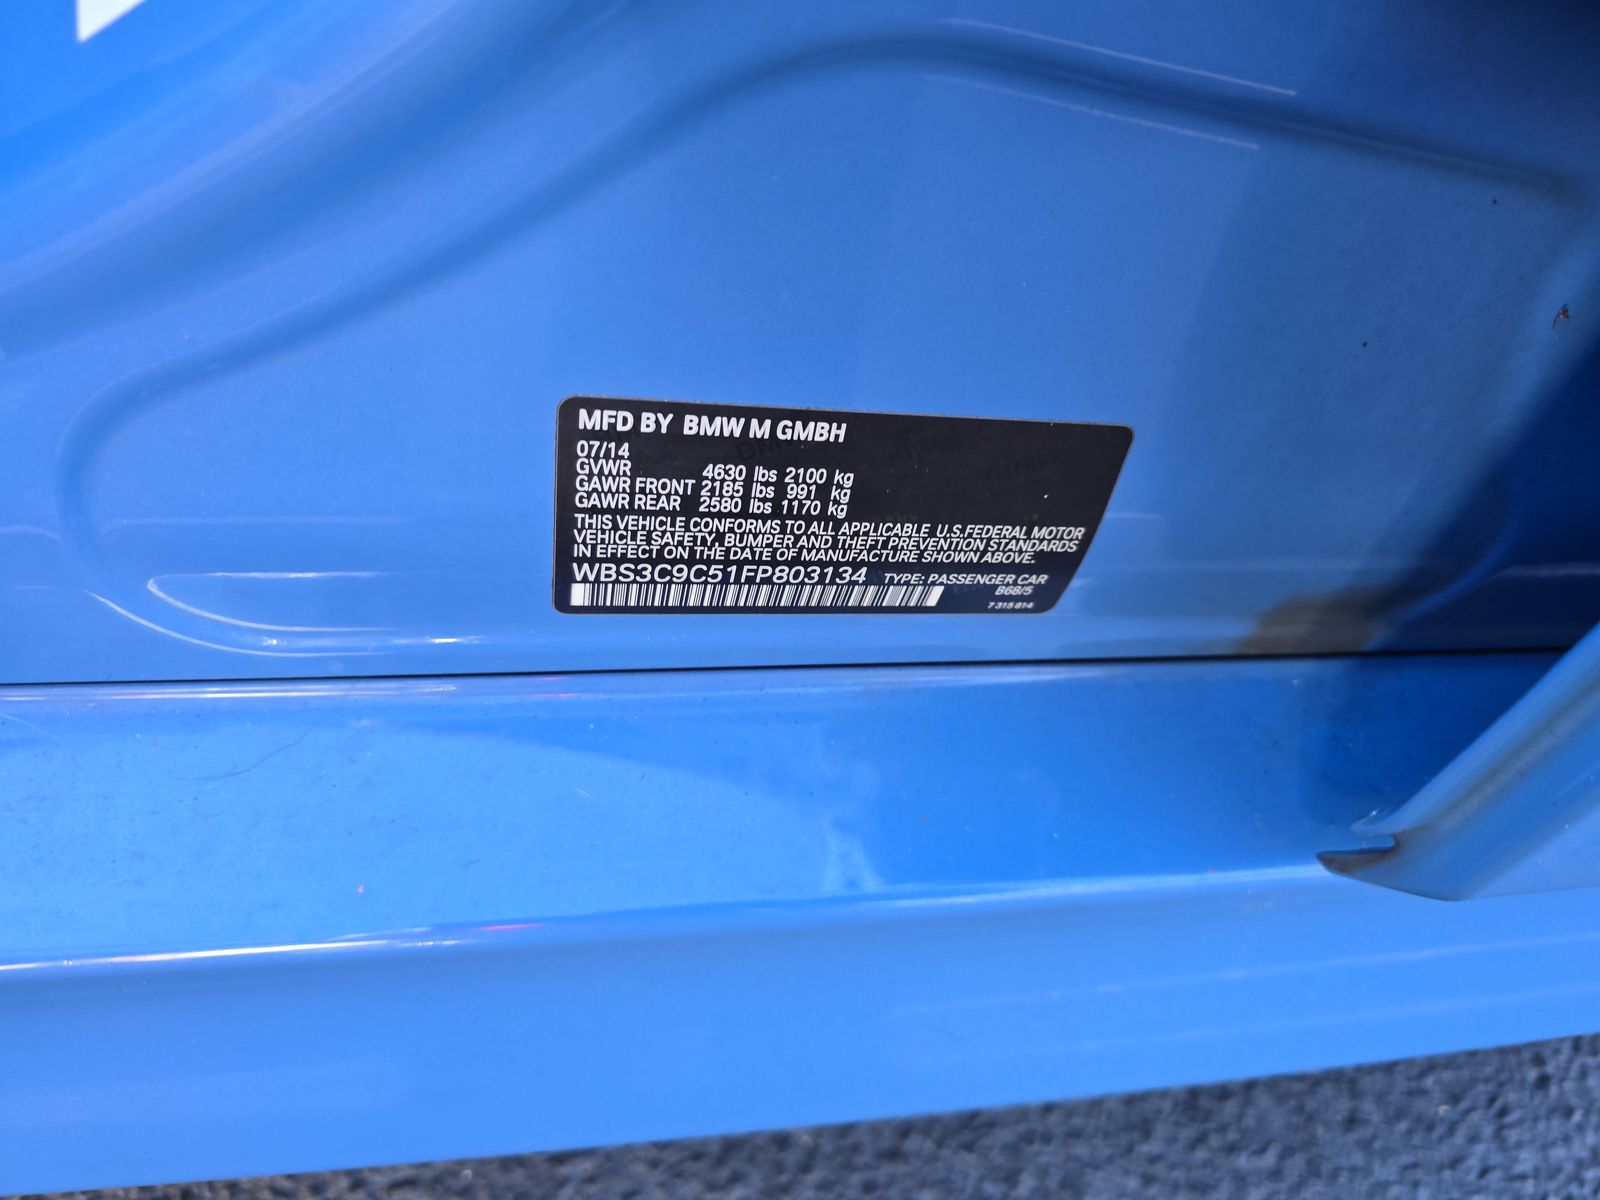 MFD BY BMW M GMBH
07/14
GVWR 4630 lbs 2100 kg
GAWR FRONT 2185 lbs 991 kg
GAWR REAR 2580 lbs 1170 kg
THIS VEHICLE CONFORMS TO ALL APPLICABLE U.S.FEDERAL MOTOR
VEHICLE SAFETY, BUMPER AND THEFT PREVENTION STANDARDS
IN EFFECT ON THE DATE OF MANUFACTURE SHOWN ABOVE.
WBS3C9C51FP803134 TYPE: PASSENGER CAR
B68/5
7 315 814